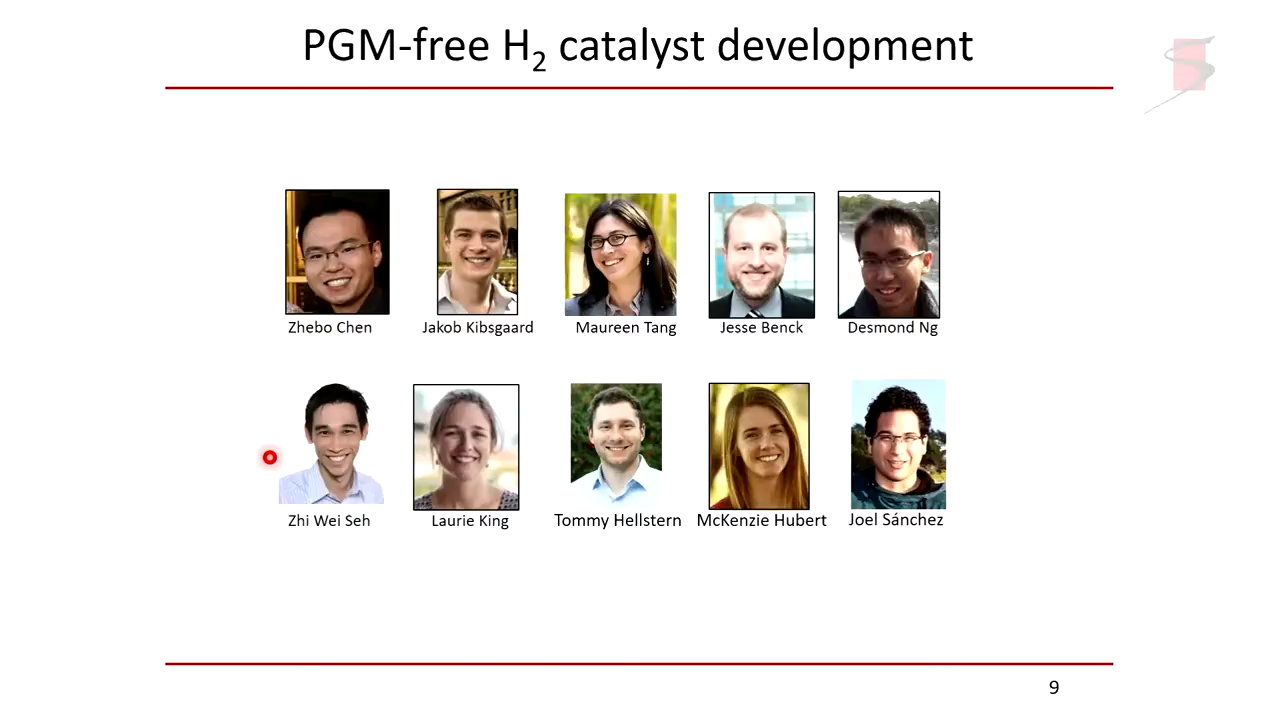 PGM-free H₂ catalyst development
Zhebo Chen
Jakob Kibsgaard
Maureen Tang
Jesse Benck
Desmond Ng
Zhi Wei Seh
Laurie King
Tommy Hellstern
McKenzie Hubert
Joel Sánchez
9